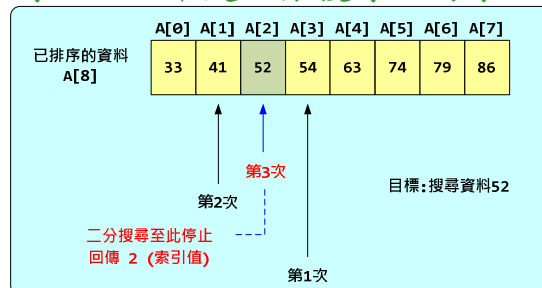 A[0] A[1] A[2] A[3] A[4] A[5] A[6] A[7]
已排序的資料
A[8]
33 41 52 54 63 74 79 86
第3次
目標:搜尋資料52
第2次
二分搜尋至此停止
回傳 2 (索引值)
第1次